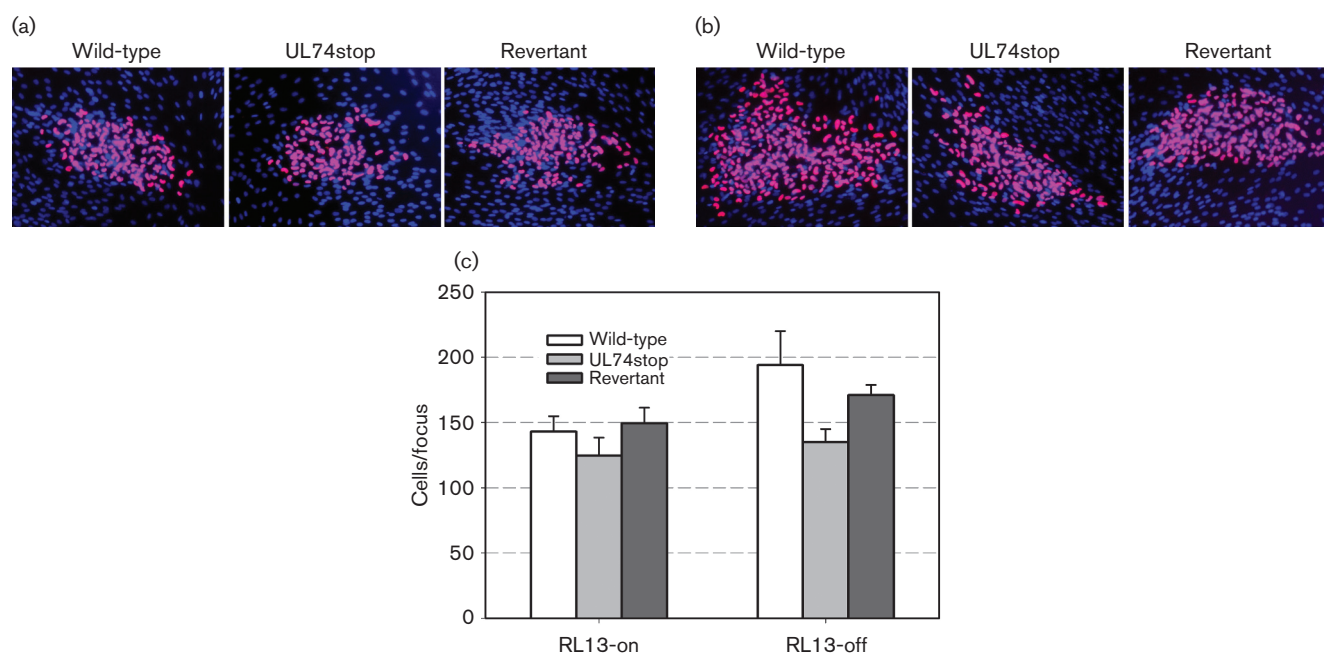 (a)
Wild-type UL74stop Revertant
(b)
Wild-type UL74stop Revertant
(c)
Cells/focus
250
200
150
100
50
0
Wild-type
UL74stop
Revertant
RL13-on RL13-off